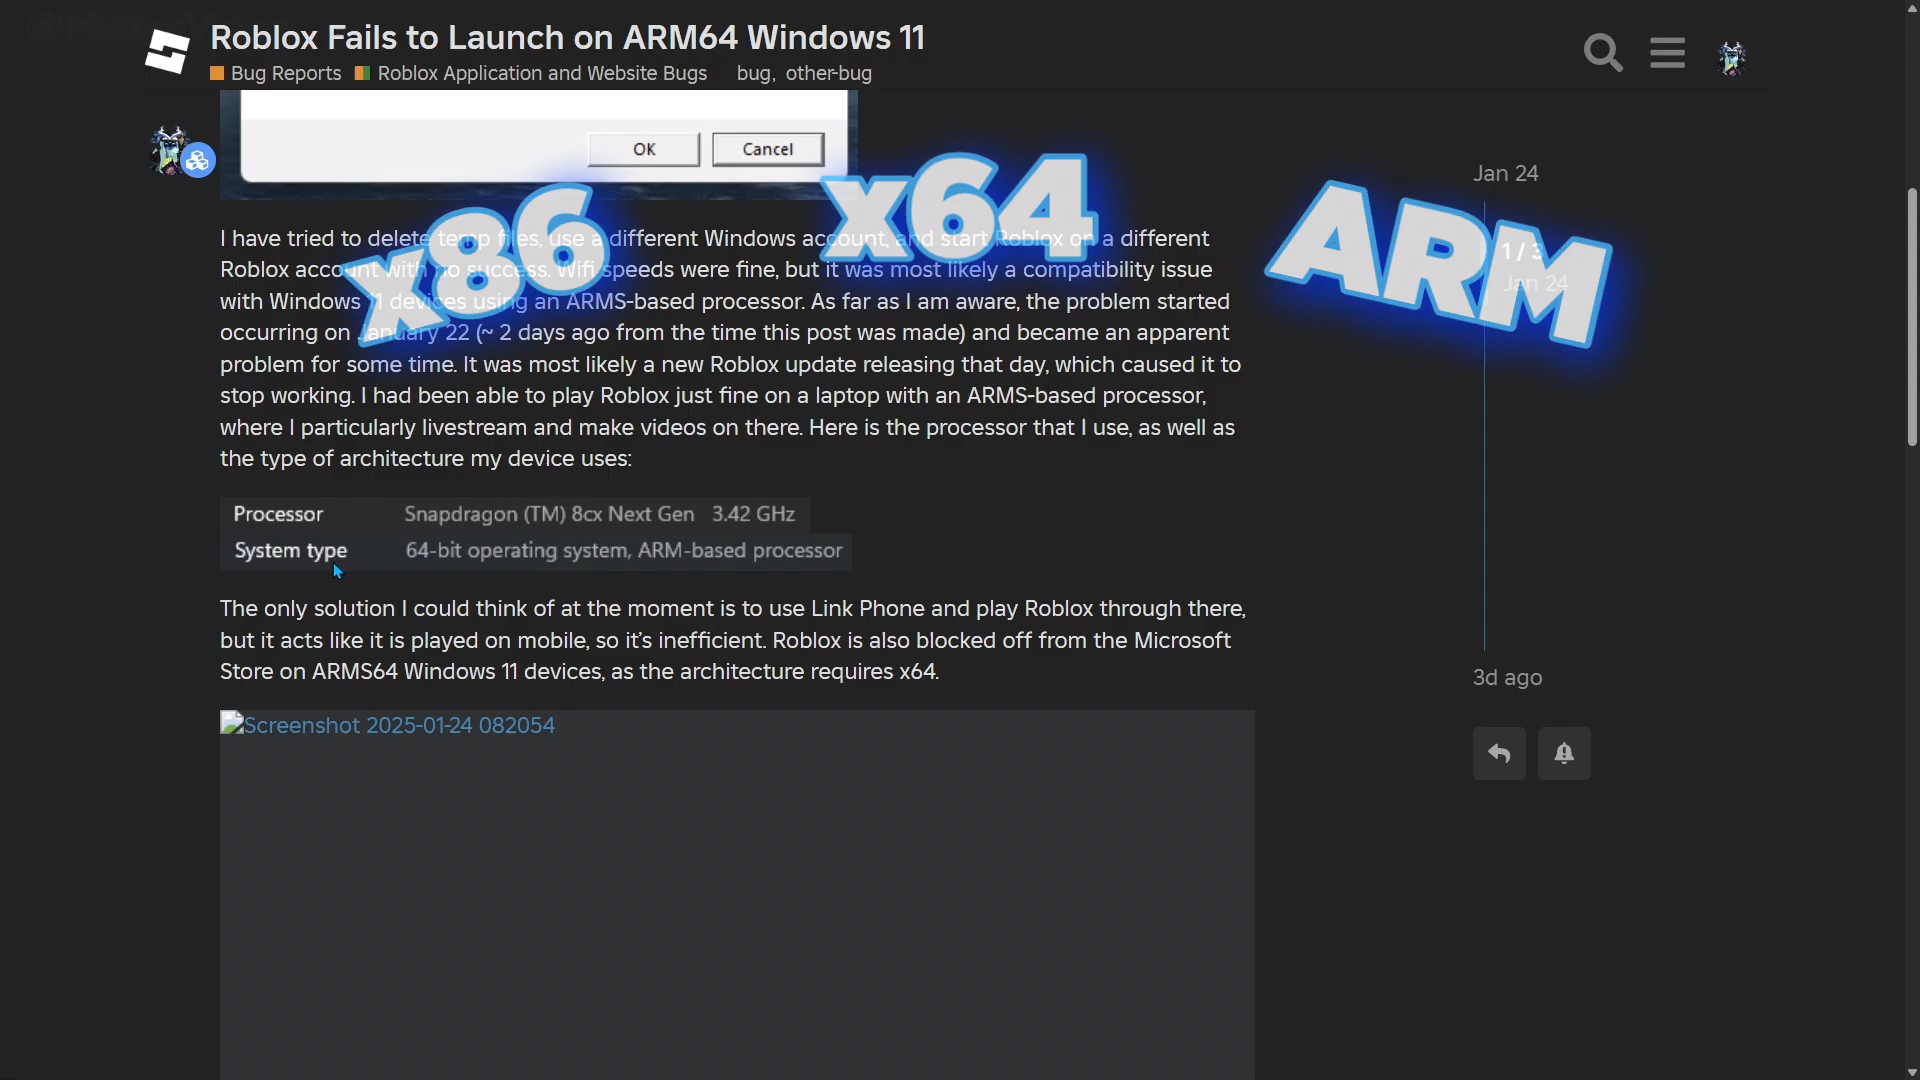 Roblox Fails to Launch on ARM64 Windows 11
Bug Reports Roblox Application and Website Bugs bug, other-bug
OK Cancel
x86
x64
ARM
I have tried to delete temp files, use a different Windows account, and start Roblox on a different
Roblox account with no success. Wifi speeds were fine, but it was most likely a compatibility issue
with Windows 11 devices using an ARMS-based processor. As far as I am aware, the problem started
occurring on January 22 (~ 2 days ago from the time this post was made) and became an apparent
problem for some time. It was most likely a new Roblox update releasing that day, which caused it to
stop working. I had been able to play Roblox just fine on a laptop with an ARMS-based processor,
where I particularly livestream and make videos on there. Here is the processor that I use, as well as
the type of architecture my device uses:
Processor Snapdragon (TM) 8cx Next Gen 3.42 GHz
System type 64-bit operating system, ARM-based processor
The only solution I could think of at the moment is to use Link Phone and play Roblox through there,
but it acts like it is played on mobile, so it's inefficient. Roblox is also blocked off from the Microsoft
Store on ARMS64 Windows 11 devices, as the architecture requires x64.
Screenshot 2025-01-24 082054
Jan 24
1 / 3
Jan 24
3d ago